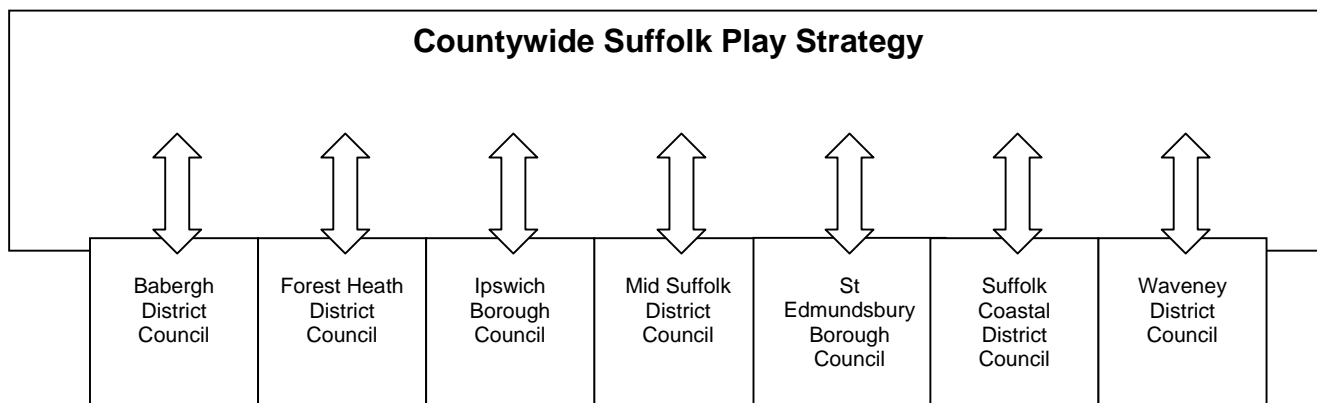 Countywide Suffolk Play Strategy
Babergh
District
Council
Forest Heath
District
Council
Ipswich
Borough
Council
Mid Suffolk
District
Council
St
Edmundsbury
Borough
Council
Suffolk
Coastal
District
Council
Waveney
District
Council